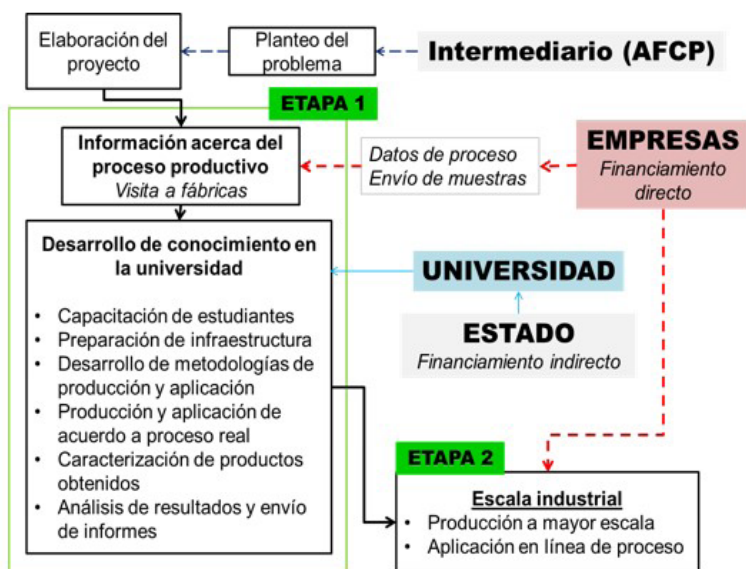 Elaboración del
proyecto
Planteo del
problema
Intermediario (AFCP)
ETAPA 1
Información acerca del
proceso productivo
Visita a fábricas
Datos de proceso
Envío de muestras
EMPRESAS
Financiamiento
directo
Desarrollo de conocimiento en
la universidad
• Capacitación de estudiantes
• Preparación de infraestructura
• Desarrollo de metodologías de
producción y aplicación
• Producción y aplicación de
acuerdo a proceso real
• Caracterización de productos
obtenidos
• Análisis de resultados y envío
de informes
UNIVERSIDAD
ESTADO
Financiamiento indirecto
ETAPA 2
Escala industrial
• Producción a mayor escala
• Aplicación en línea de proceso